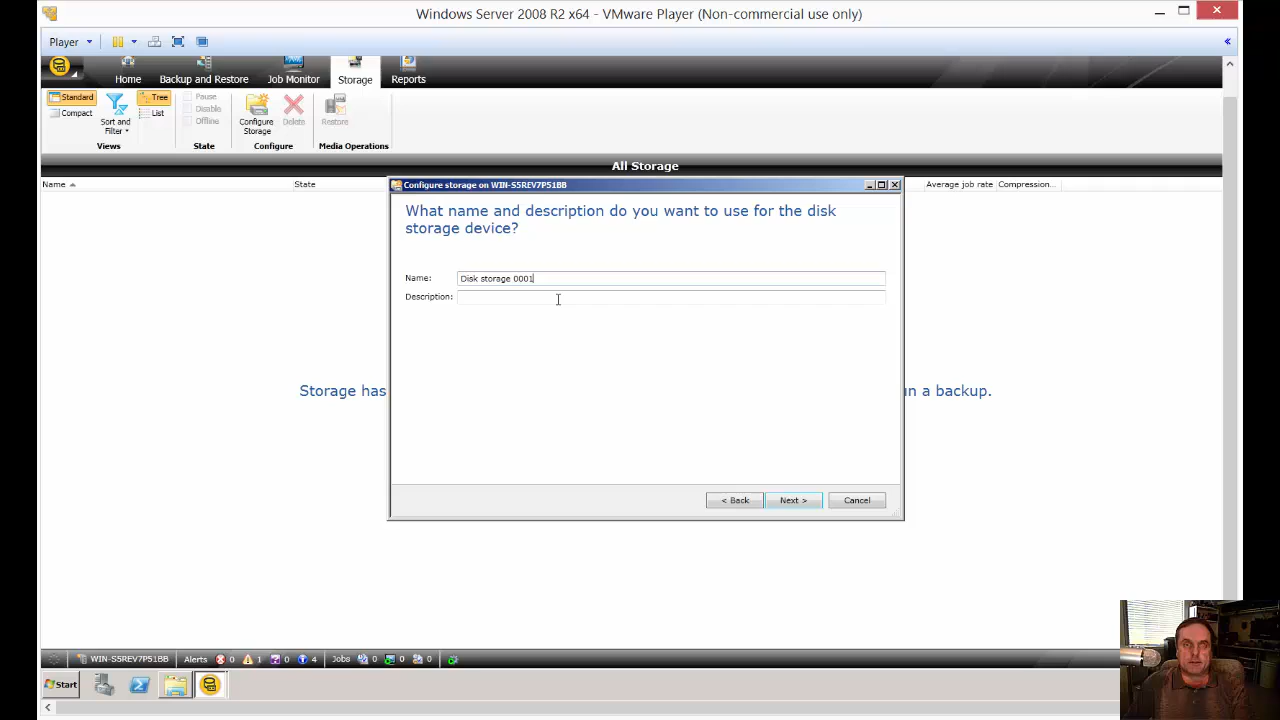 Windows Server 2008 R2 x64 - VMware Player (Non-commercial use only)
Player
Home
Backup and Restore
Job Monitor
Storage
Reports
Standard
Compact
Sort and Filter
Tree
List
Pause
Disable
Offline
Configure Storage
Delete
Restore
Views
State
Configure
Media Operations
All Storage
Name
State
Average job rate
Compression...
Configure storage on WIN-S5REV7P51BB
What name and description do you want to use for the disk
storage device?
Name: Disk storage 0001
Description:
Storage has
un a backup.
< Back
Next >
Cancel
WIN-S5REV7P51BB
Alerts 0 1 0 4
Jobs 0 0 0
Start